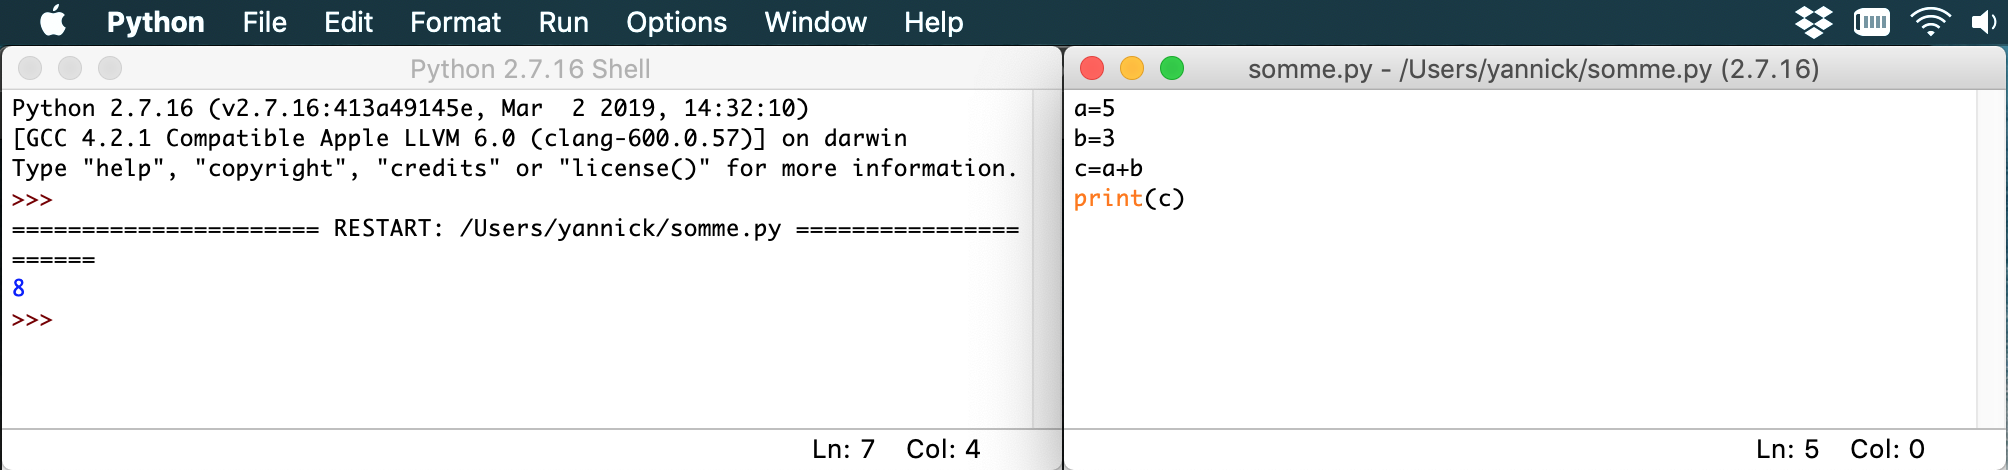 Python File Edit Format Run Options Window Help
Python 2.7.16 Shell
Python 2.7.16 (v2.7.16:413a49145e, Mar  2 2019, 14:32:10)
[GCC 4.2.1 Compatible Apple LLVM 6.0 (clang-600.0.57)] on darwin
Type "help", "copyright", "credits" or "license()" for more information.
>>>
====================== RESTART: /Users/yannick/somme.py ================
======
8
>>>
Ln: 7 Col: 4
somme.py - /Users/yannick/somme.py (2.7.16)
a=5
b=3
c=a+b
print(c)
Ln: 5 Col: 0